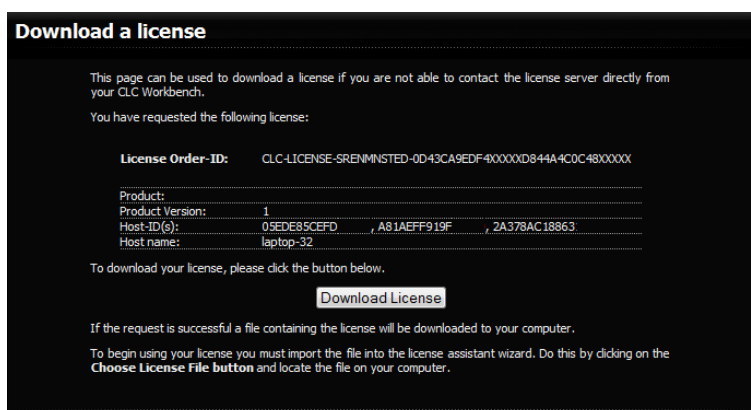 Download a license
This page can be used to download a license if you are not able to contact the license server directly from
your CLC Workbench.
You have requested the following license:
License Order-ID: CLC-LICENSE-SRENMNSTED-0D43CA9EDF4XXXXXD844A4C0C48XXXXX
Product:
Product Version: 1
Host-ID(s): 05EDE85CEFD , A81AEFF919F , 2A378AC18863
Host name: laptop-32
To download your license, please click the button below.
Download License
If the request is successful a file containing the license will be downloaded to your computer.
To begin using your license you must import the file into the license assistant wizard. Do this by clicking on the
Choose License File button and locate the file on your computer.